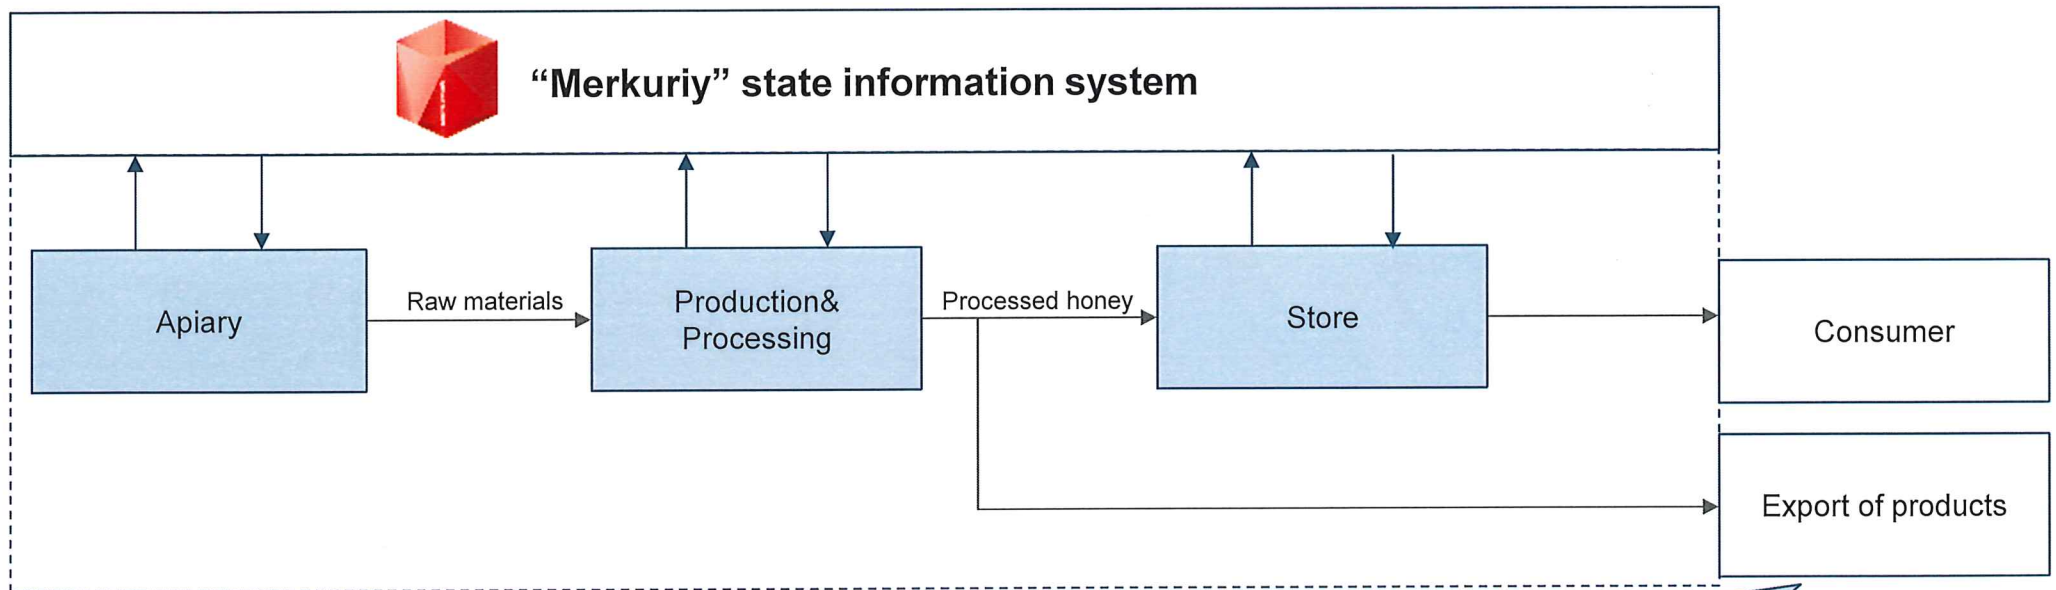 “Merkuriy” state information system
Apiary
Raw materials
Production&
Processing
Processed honey
Store
Consumer
Export of products